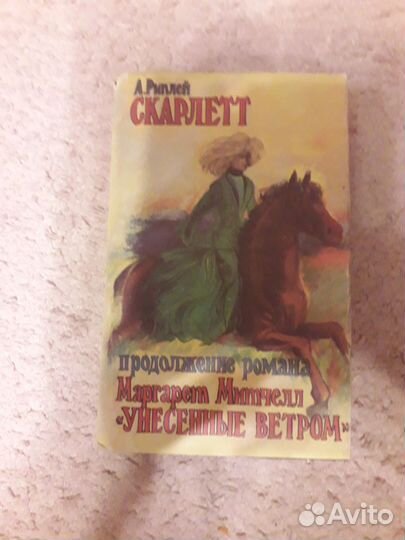 А. Риплей
СКАРЛЕТТ
продолжение романа
Маргарет Митчелл
«УНЕСЕННЫЕ ВЕТРОМ»
Avito